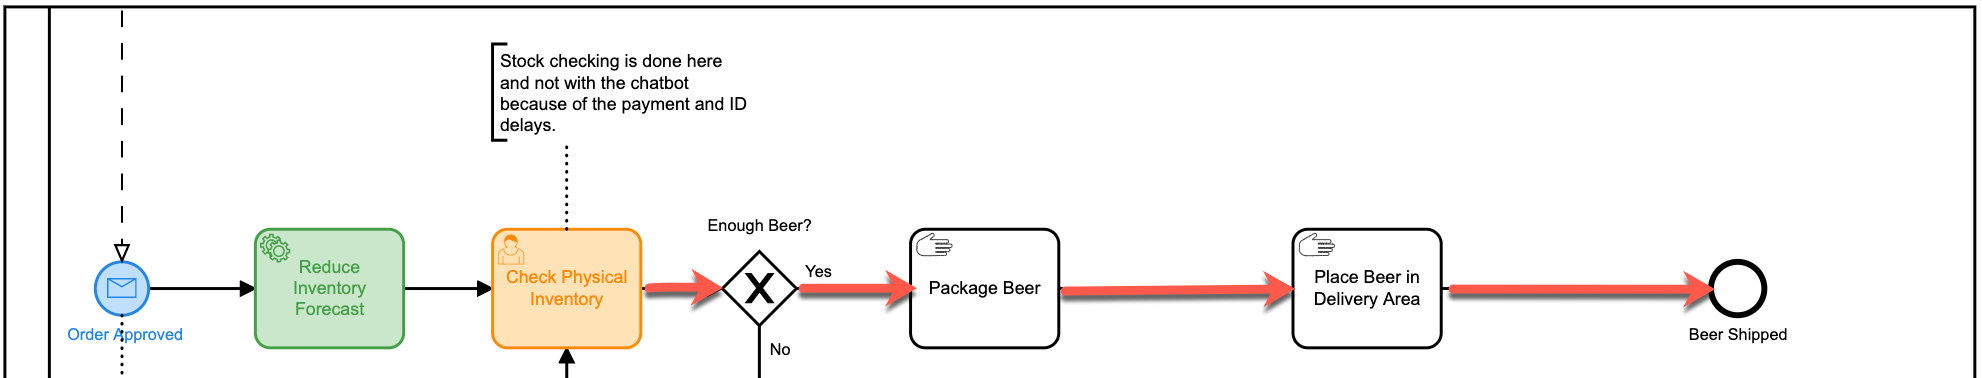 Stock checking is done here
and not with the chatbot
because of the payment and ID
delays.
Order Approved
Reduce
Inventory
Forecast
Check Physical
Inventory
Enough Beer?
X
Yes
No
Package Beer
Place Beer in
Delivery Area
Beer Shipped